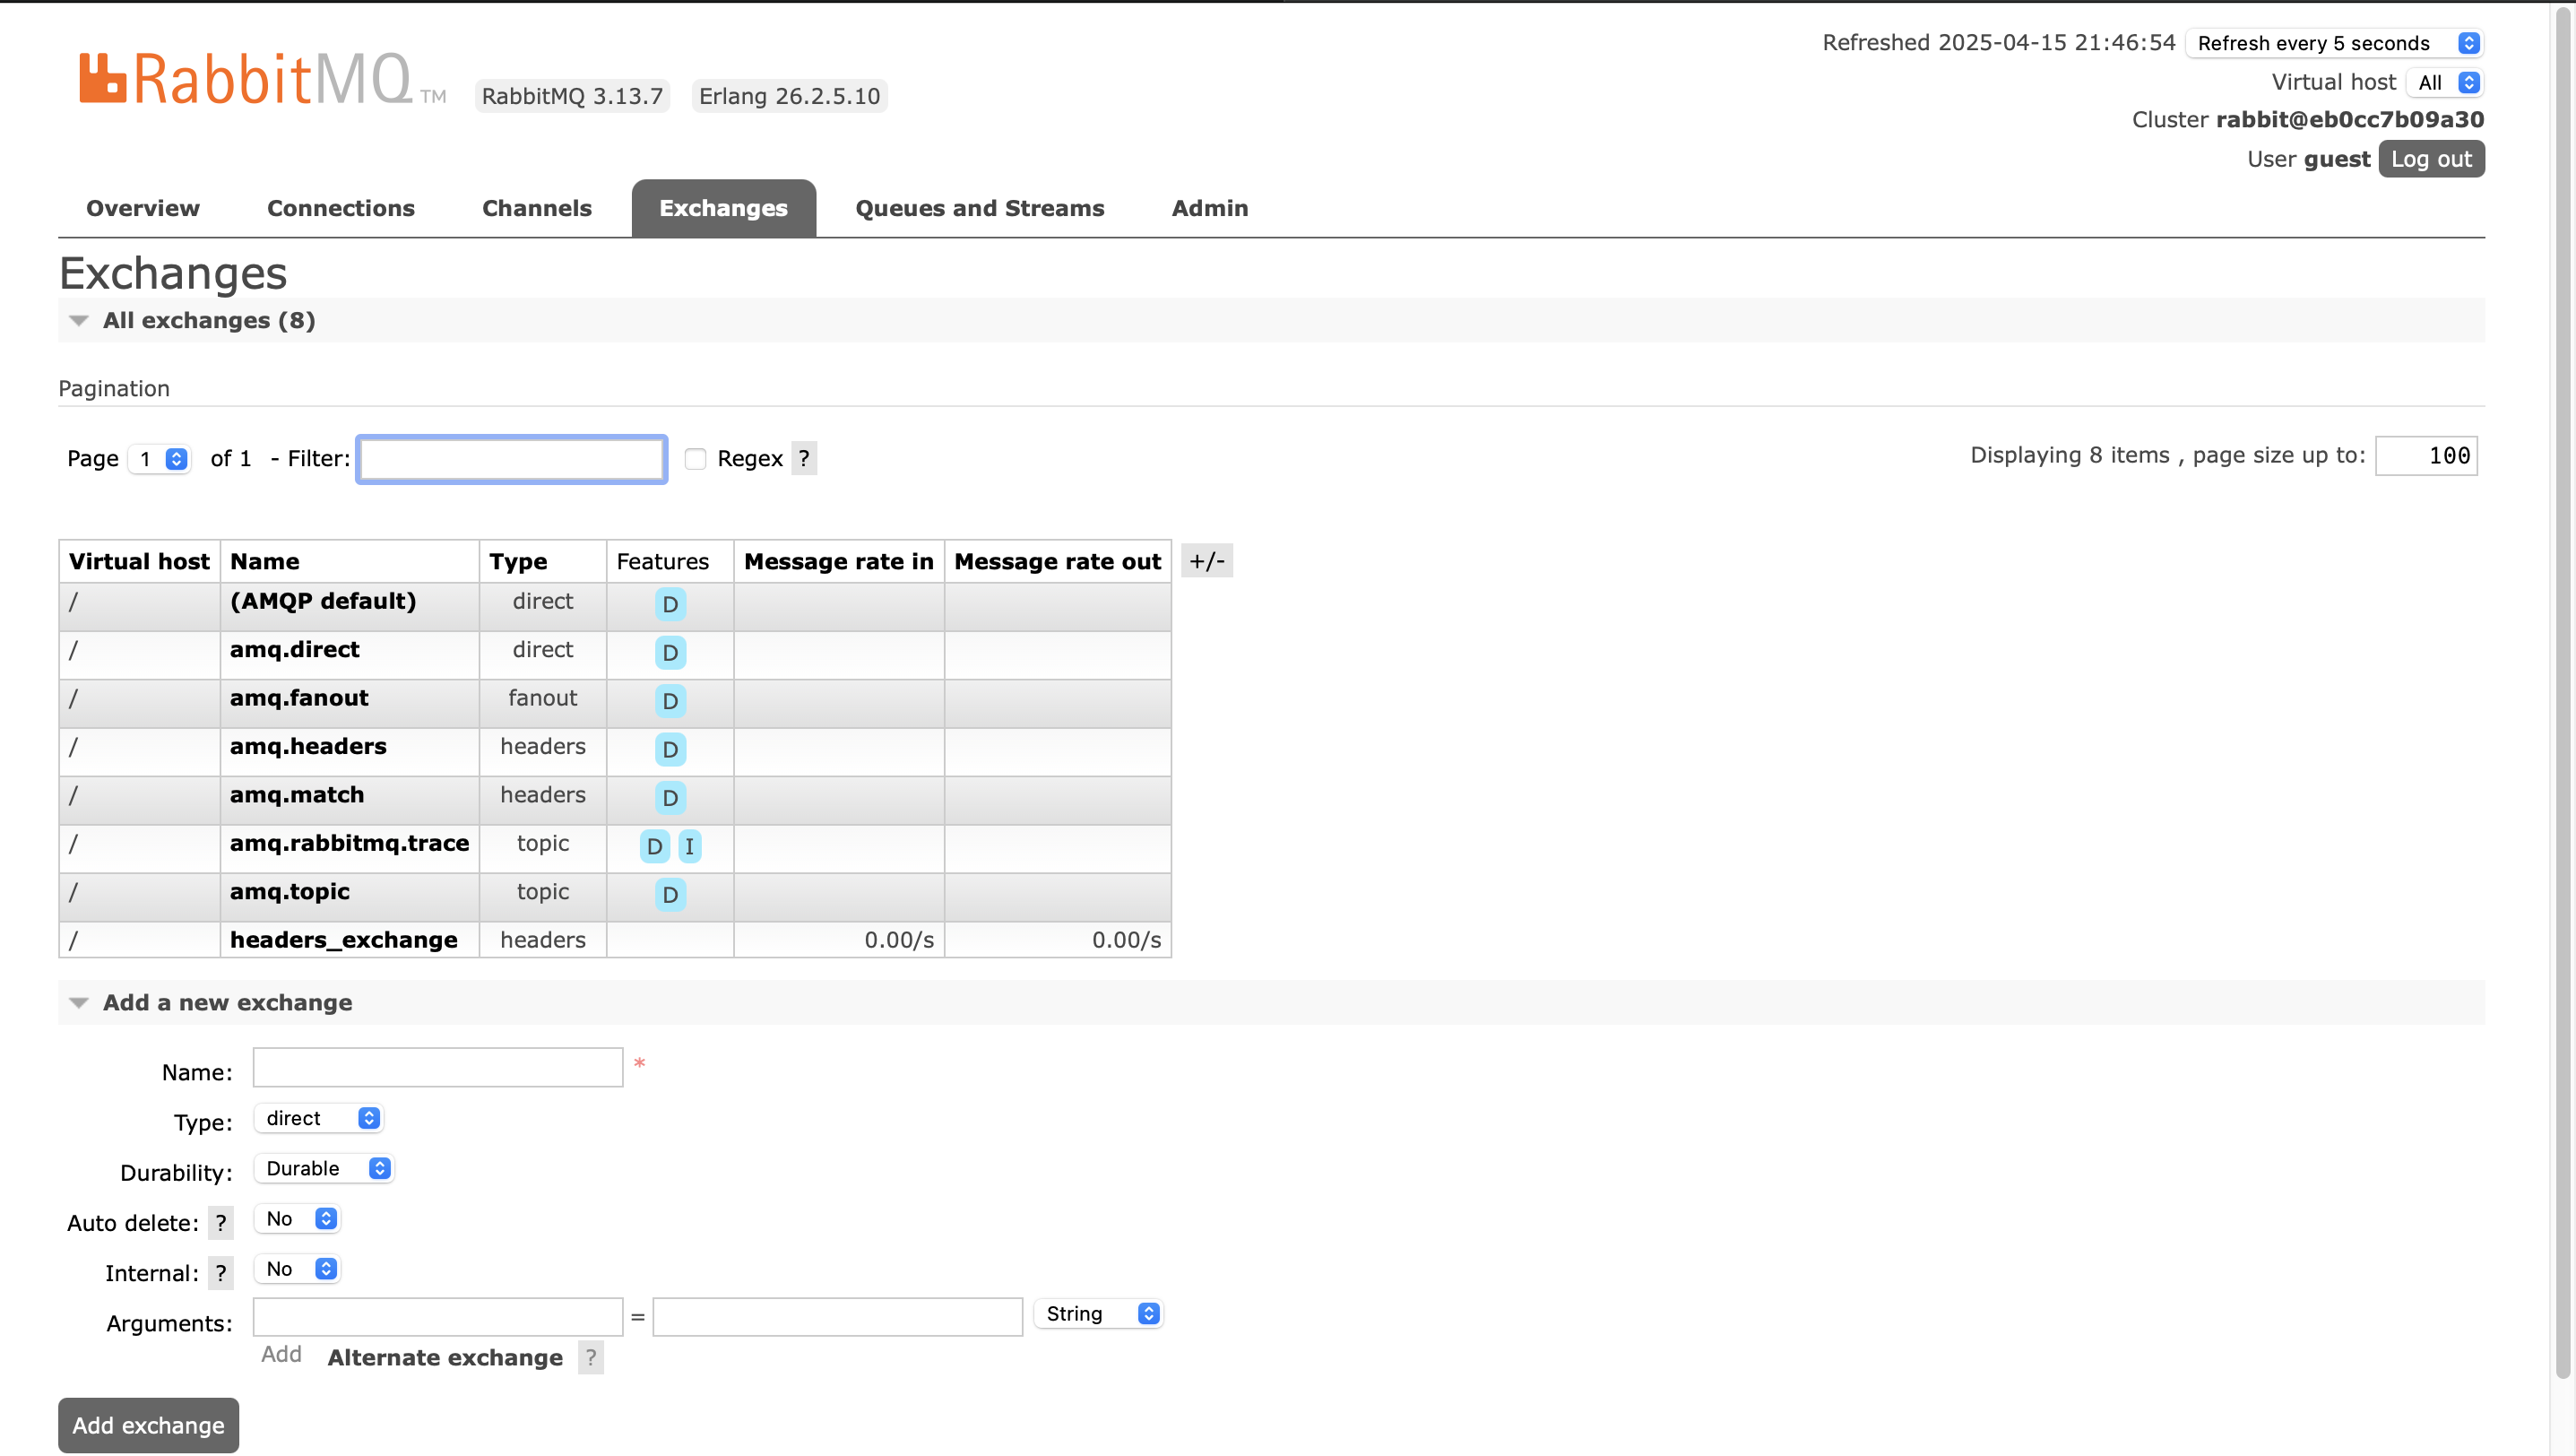 RabbitMQ TM RabbitMQ 3.13.7 Erlang 26.2.5.10
Refreshed 2025-04-15 21:46:54 Refresh every 5 seconds
Virtual host All
Cluster rabbit@eb0cc7b09a30
User guest Log out
Overview Connections Channels Exchanges Queues and Streams Admin
Exchanges
All exchanges (8)
Pagination
Page 1 of 1 - Filter: Regex ? Displaying 8 items , page size up to: 100
Virtual host Name Type Features Message rate in Message rate out +/-
/ (AMQP default) direct D
/ amq.direct direct D
/ amq.fanout fanout D
/ amq.headers headers D
/ amq.match headers D
/ amq.rabbitmq.trace topic D I
/ amq.topic topic D
/ headers_exchange headers 0.00/s 0.00/s
Add a new exchange
Name: *
Type: direct
Durability: Durable
Auto delete: ? No
Internal: ? No
Arguments: = String
Add Alternate exchange ?
Add exchange